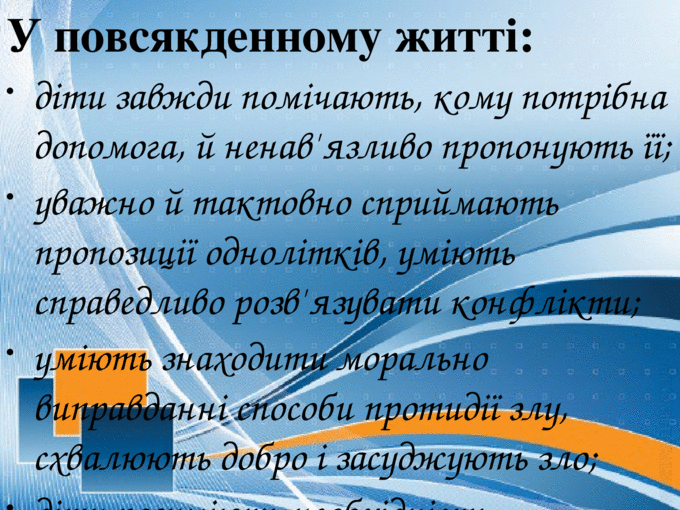 У повсякденному житті:
• діти завжди помічають, кому потрібна
допомога, й ненав'язливо пропонують її;
• уважно й тактовно сприймають
пропозиції однолітків, уміють
справедливо розв'язувати конфлікти;
• уміють знаходити морально
виправданні способи протидії злу,
схвалюють добро і засуджують зло;
• діти